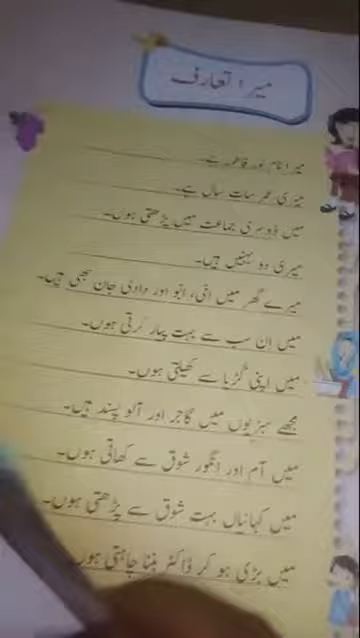 میرا تعارف
میرا نام نور فاطمہ ہے۔
میری عمر سات سال ہے۔
میں دوسری جماعت میں پڑھتی ہوں۔
میری دو بہنیں ہیں۔
میرے گھر میں امی، ابو اور دادی جان بھی ہیں۔
میں ان سب سے بہت پیار کرتی ہوں۔
میں اپنی گڑیا سے کھیلتی ہوں۔
مجھے سبزیوں میں گاجر اور آلو پسند ہیں۔
میں آم اور انگور شوق سے کھاتی ہوں۔
میں کہانیاں بہت شوق سے پڑھتی ہوں۔
میں بڑی ہو کر ڈاکٹر بننا چاہتی ہوں